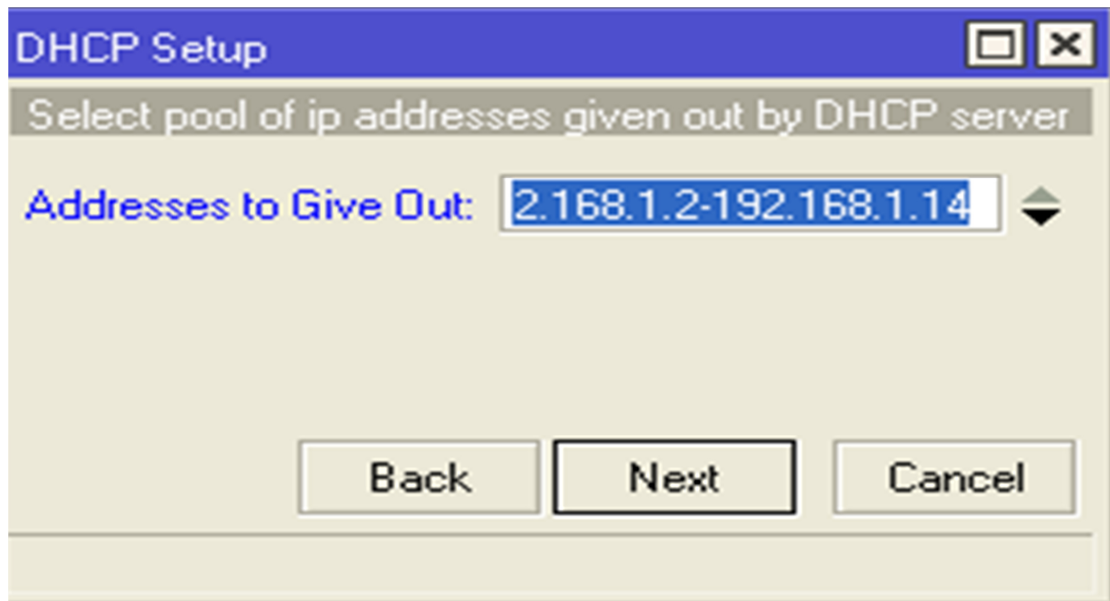 DHCP Setup
Select pool of ip addresses given out by DHCP server
Addresses to Give Out: 2.168.1.2-192.168.1.14
Back Next Cancel